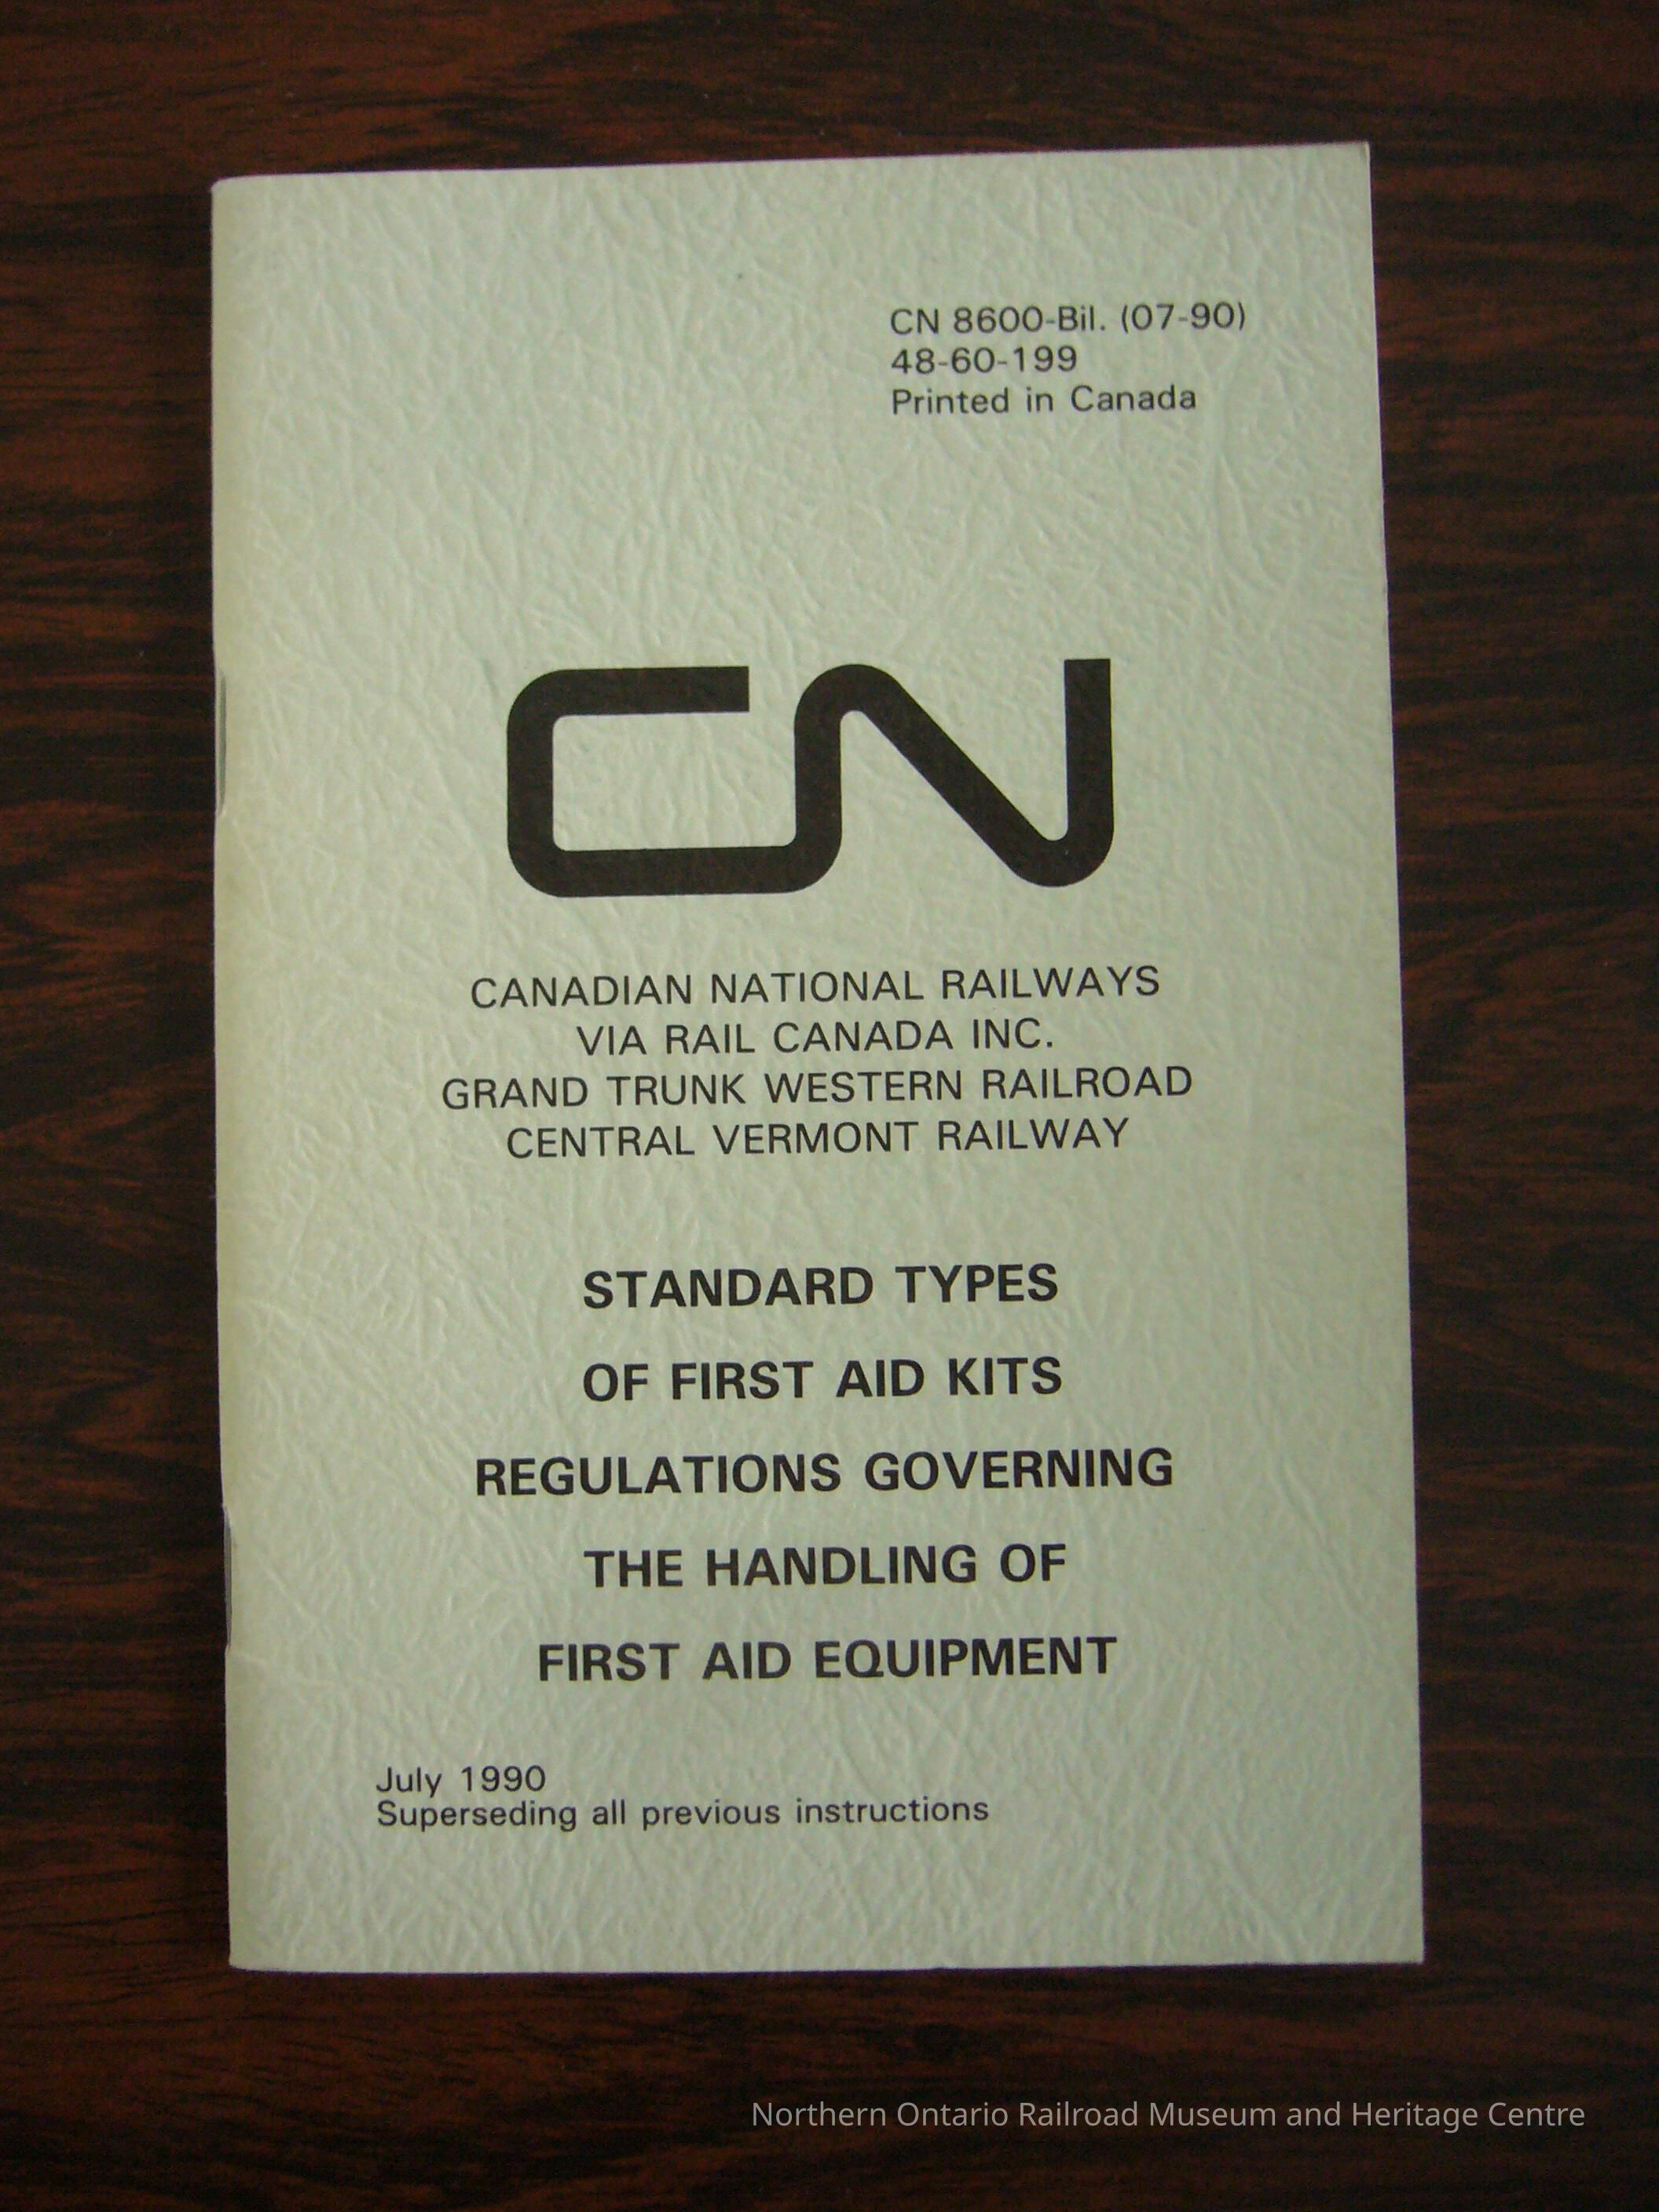 CN 8600-Bil. (07-90)
48-60-199
Printed in Canada
CN
CANADIAN NATIONAL RAILWAYS
VIA RAIL CANADA INC.
GRAND TRUNK WESTERN RAILROAD
CENTRAL VERMONT RAILWAY
STANDARD TYPES
OF FIRST AID KITS
REGULATIONS GOVERNING
THE HANDLING OF
FIRST AID EQUIPMENT
July 1990
Superseding all previous instructions
Northern Ontario Railroad Museum and Heritage Centre